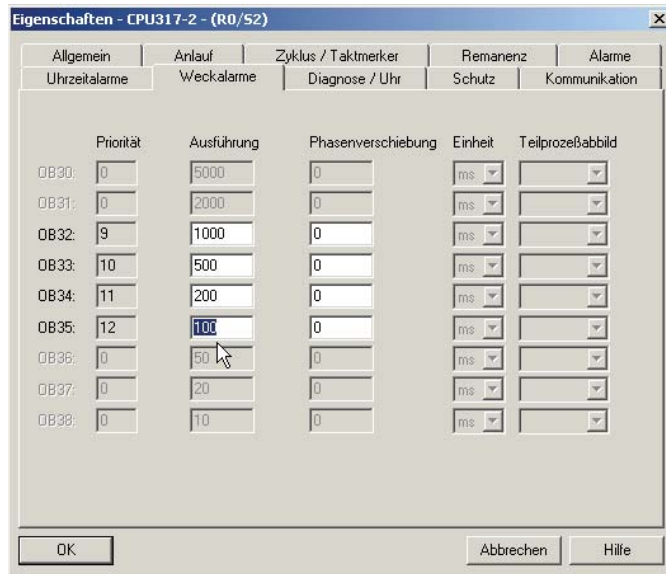 Eigenschaften - CPU317-2 - (R0/S2)
Allgemein Anlauf Zyklus / Taktmerker Remanenz Alarme
Uhrzeitalarme Weckalarme Diagnose / Uhr Schutz Kommunikation
Priorität Ausführung Phasenverschiebung Einheit Teilprozeßabbild
OB30: 0 5000 0 ms
OB31: 0 2000 0 ms
OB32: 9 1000 0 ms
OB33: 10 500 0 ms
OB34: 11 200 0 ms
OB35: 12 100 0 ms
OB36: 0 50 0 ms
OB37: 0 20 0 ms
OB38: 0 10 0 ms
OK Abbrechen Hilfe